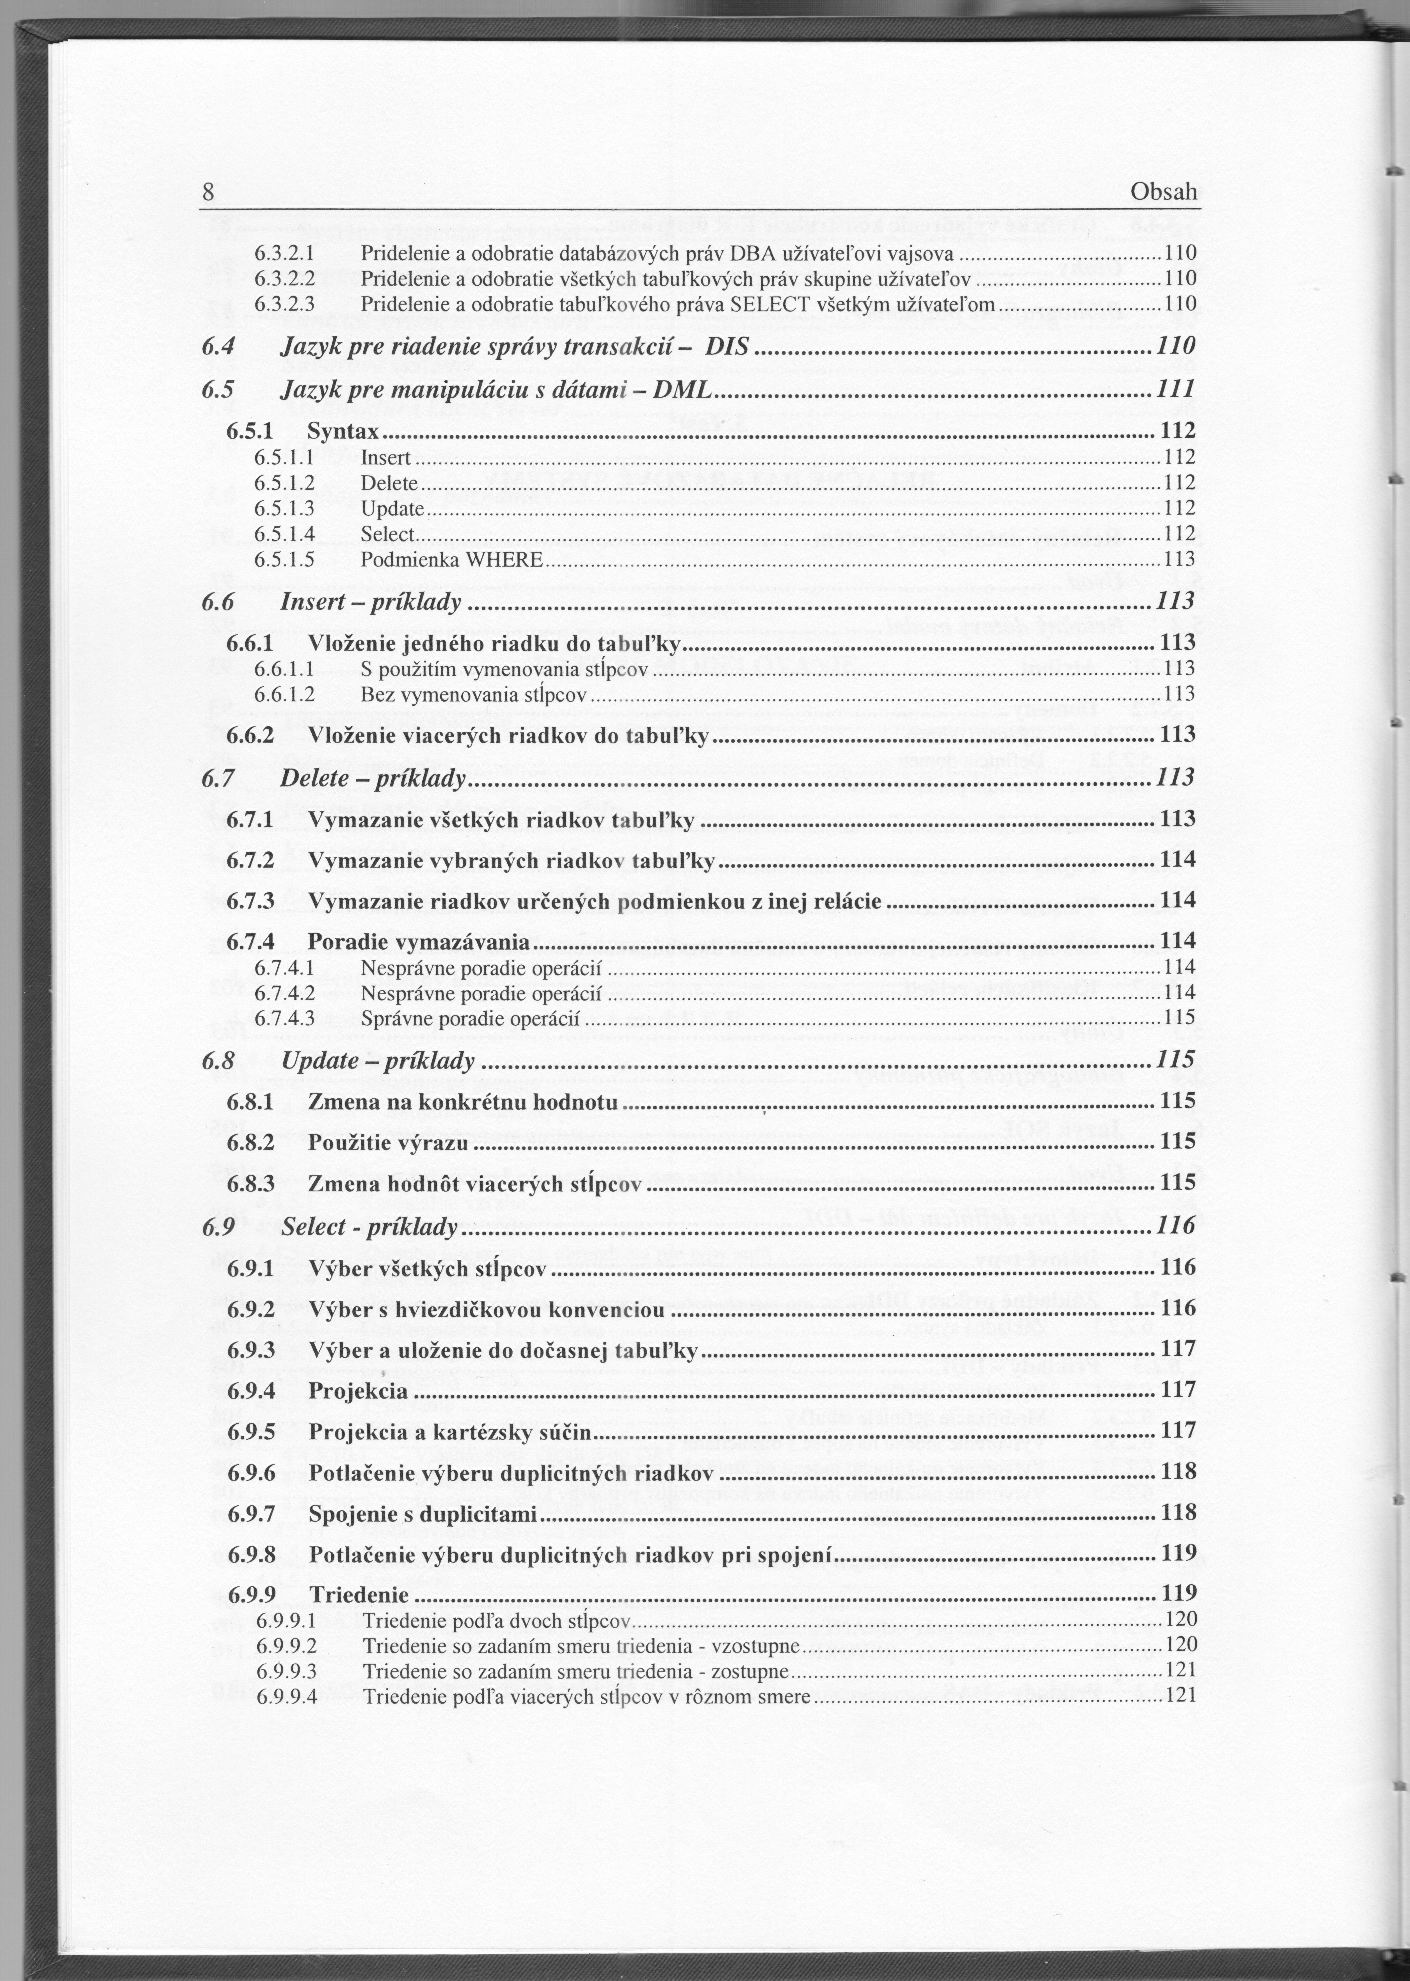 8 Obsah
6.3.2.1 Pridelenie a odobratie databázových práv DBA užívateľovi vajsova 110
6.3.2.2 Pridelenie a odobratie všetkých tabuľkových práv skupine užívateľov 110
6.3.2.3 Pridelenie a odobratie tabuľkového práva SELECT všetkým užívateľom 110
6.4 Jazyk pre riadenie správy transakcií – DIS 110
6.5 Jazyk pre manipuláciu s dátami – DML 111
6.5.1 Syntax 112
6.5.1.1 Insert 112
6.5.1.2 Delete 112
6.5.1.3 Update 112
6.5.1.4 Select 112
6.5.1.5 Podmienka WHERE 113
6.6 Insert – príklady 113
6.6.1 Vloženie jedného riadku do tabuľky 113
6.6.1.1 S použitím vymenovania stĺpcov 113
6.6.1.2 Bez vymenovania stĺpcov 113
6.6.2 Vloženie viacerých riadkov do tabuľky 113
6.7 Delete – príklady 113
6.7.1 Vymazanie všetkých riadkov tabuľky 113
6.7.2 Vymazanie vybraných riadkov tabuľky 114
6.7.3 Vymazanie riadkov určených podmienkou z inej relácie 114
6.7.4 Poradie vymazávania 114
6.7.4.1 Nesprávne poradie operácií 114
6.7.4.2 Nesprávne poradie operácií 114
6.7.4.3 Správne poradie operácií 115
6.8 Update – príklady 115
6.8.1 Zmena na konkrétnu hodnotu 115
6.8.2 Použitie výrazu 115
6.8.3 Zmena hodnôt viacerých stĺpcov 115
6.9 Select - príklady 116
6.9.1 Výber všetkých stĺpcov 116
6.9.2 Výber s hviezdičkovou konvenciou 116
6.9.3 Výber a uloženie do dočasnej tabuľky 117
6.9.4 Projekcia 117
6.9.5 Projekcia a kartézsky súčin 117
6.9.6 Potlačenie výberu duplicitných riadkov 118
6.9.7 Spojenie s duplicitami 118
6.9.8 Potlačenie výberu duplicitných riadkov pri spojení 119
6.9.9 Triedenie 119
6.9.9.1 Triedenie podľa dvoch stĺpcov 120
6.9.9.2 Triedenie so zadaním smeru triedenia - vzostupne 120
6.9.9.3 Triedenie so zadaním smeru triedenia - zostupne 121
6.9.9.4 Triedenie podľa viacerých stĺpcov v rôznom smere 121